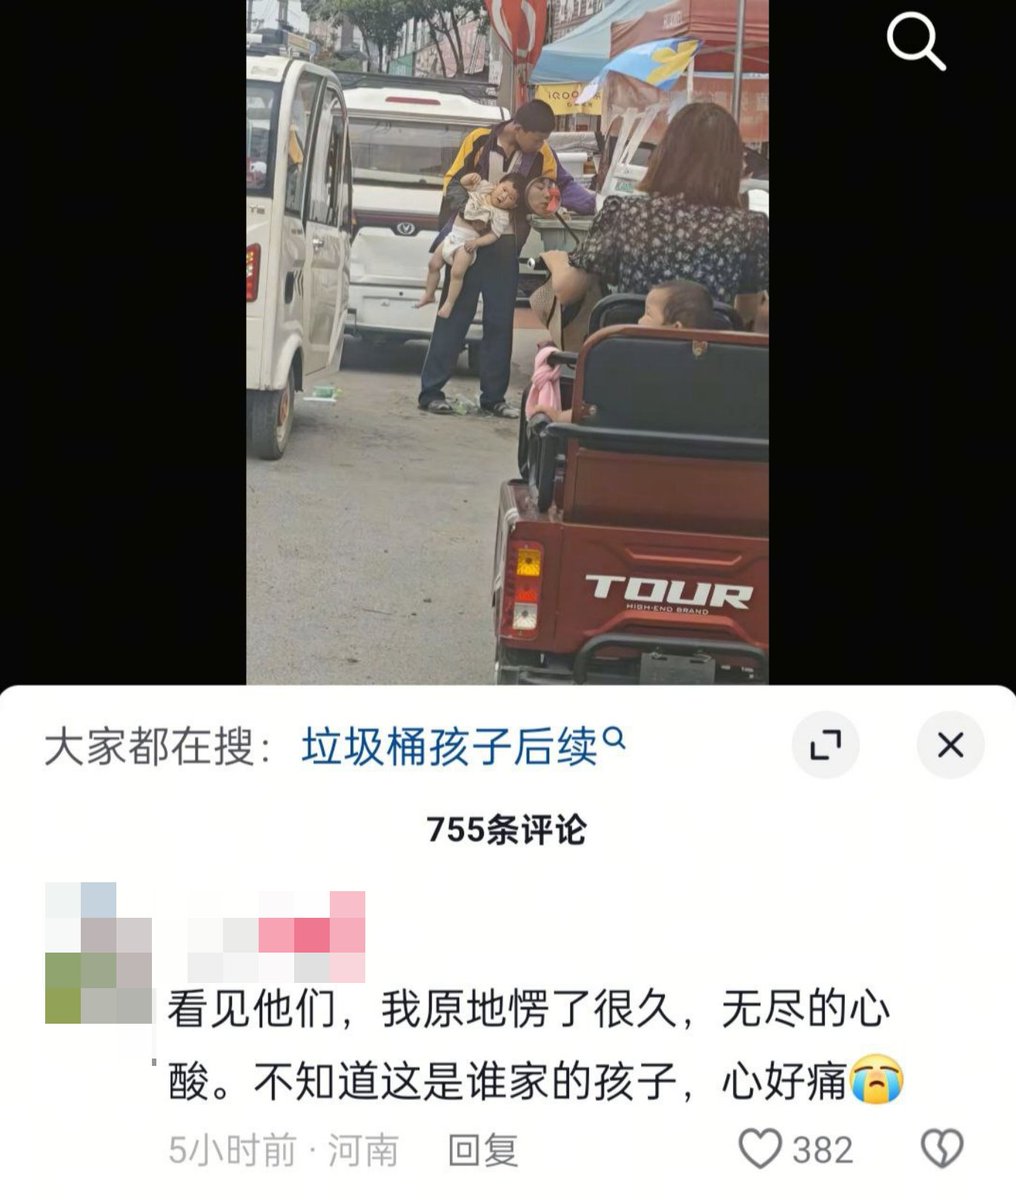 iQOO
TOUR
HIGH-END BRAND
大家都在搜：垃圾桶孩子后续
755条评论
看见他们，我原地愣了很久，无尽的心
酸。不知道这是谁家的孩子，心好痛😭
5小时前·河南 回复 382